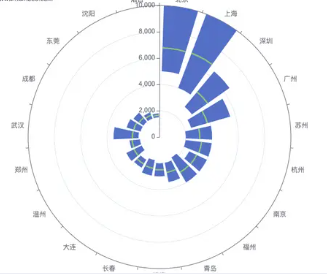 10,000
8,000
6,000
4,000
2,000
0
上海
深圳
广州
苏州
杭州
南京
福州
青岛
长春
大连
温州
郑州
武汉
成都
东莞
沈阳